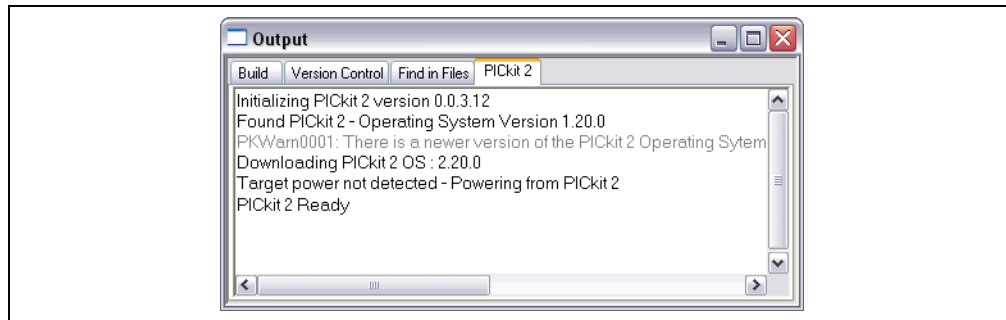 Output
Build Version Control Find in Files PICkit 2
Initializing PICkit 2 version 0.0.3.12
Found PICkit 2 - Operating System Version 1.20.0
PKWarn0001: There is a newer version of the PICkit 2 Operating Sytem
Downloading PICkit 2 OS : 2.20.0
Target power not detected - Powering from PICkit 2
PICkit 2 Ready